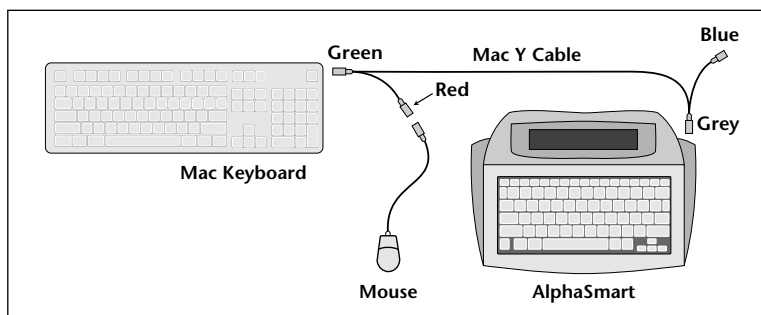 Blue
Green
Mac Y Cable
Red
Grey
Mac Keyboard
Mouse
AlphaSmart